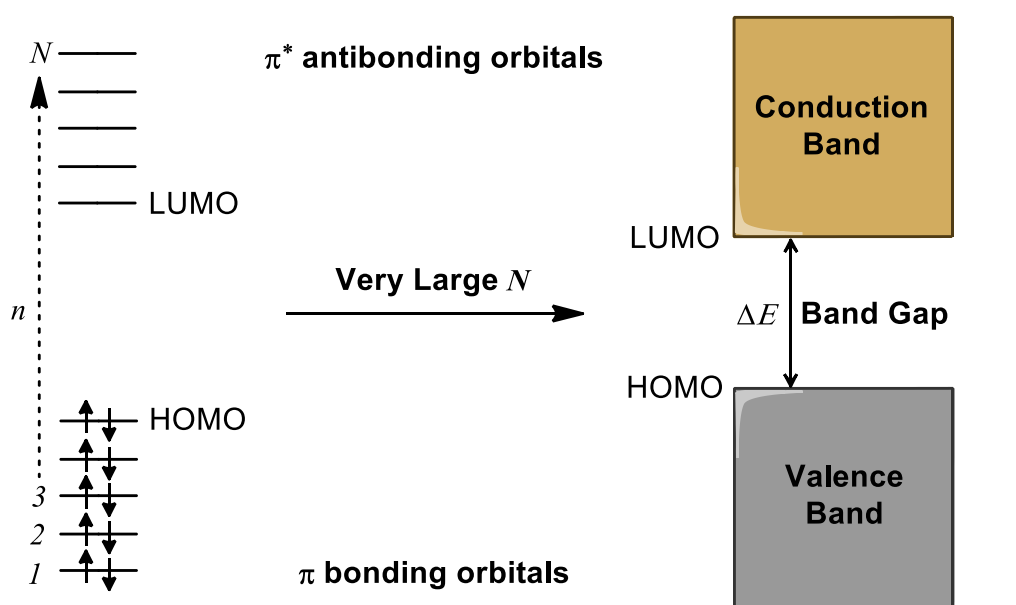 N
π* antibonding orbitals
Conduction
Band
LUMO
LUMO
Very Large N
n
ΔE
Band Gap
HOMO
HOMO
3
Valence
Band
2
1
π bonding orbitals